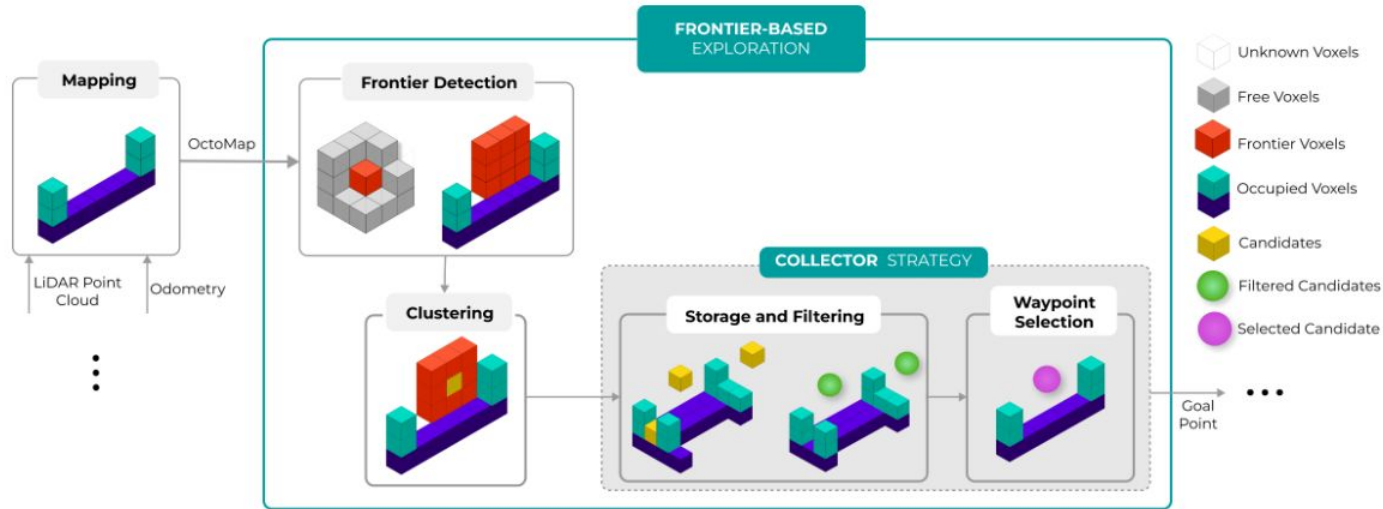 FRONTIER-BASED
EXPLORATION
Mapping
LiDAR Point
Cloud
Odometry
OctoMap
Frontier Detection
Clustering
COLLECTOR STRATEGY
Storage and Filtering
Waypoint
Selection
Goal
Point
Unknown Voxels
Free Voxels
Frontier Voxels
Occupied Voxels
Candidates
Filtered Candidates
Selected Candidate